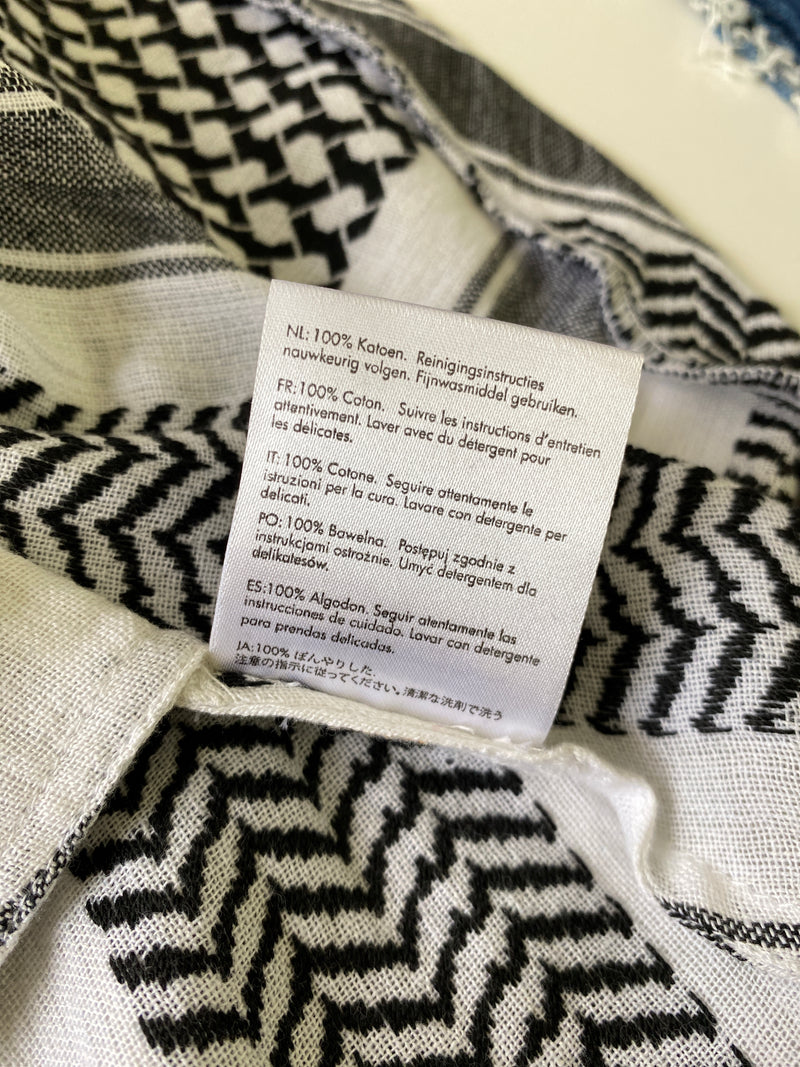 NL: 100% Katoen. Reinigingsinstructies
nauwkeurig volgen. Fijnwasmiddel gebruiken.
FR: 100% Coton. Suivre les instructions d'entretien
attentivement. Laver avec du détergent pour
les délicates.
IT: 100% Cotone. Seguire attentamente le
istruzioni per la cura. Lavare con detergente per
delicati.
PO: 100% Bawelna. Postępuj zgodnie z
instrukcjami ostrożnie. Umyć detergentem dla
delikatesów.
ES:100% Algodon. Seguir atentamente las
instrucciones de cuidado. Lavar con detergente
para prendas delicadas.
JA:100% ぼんやりした.
注意の指示に従ってください。清潔な洗剤で洗う